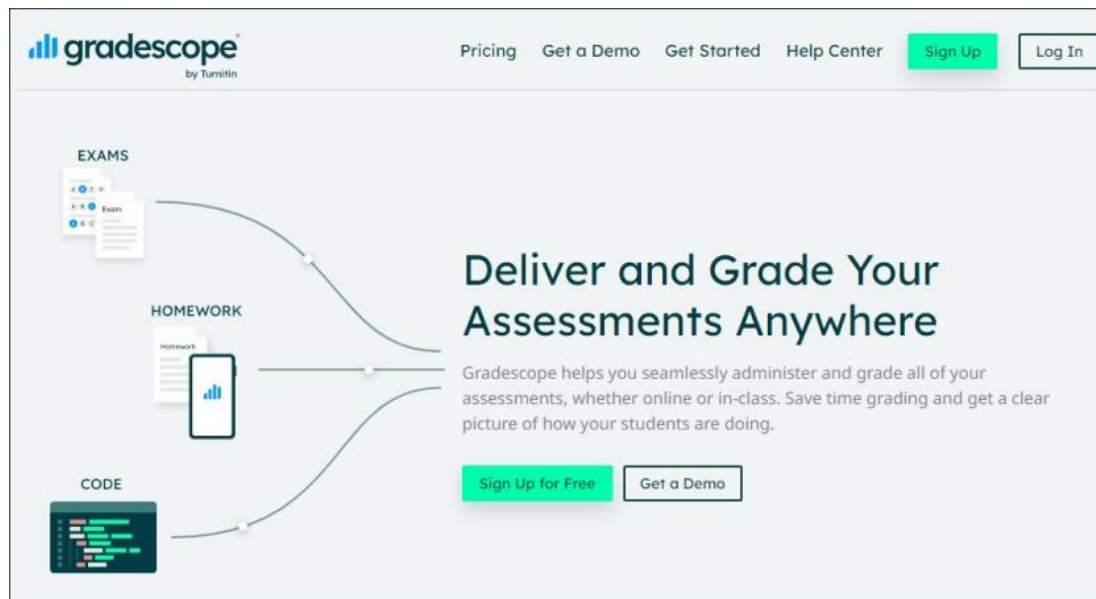 gradescope
by Turnitin
Pricing Get a Demo Get Started Help Center Sign Up Log In
EXAMS
Exam
HOMEWORK
Homework
CODE
Deliver and Grade Your
Assessments Anywhere
Gradescope helps you seamlessly administer and grade all of your
assessments, whether online or in-class. Save time grading and get a clear
picture of how your students are doing.
Sign Up for Free Get a Demo